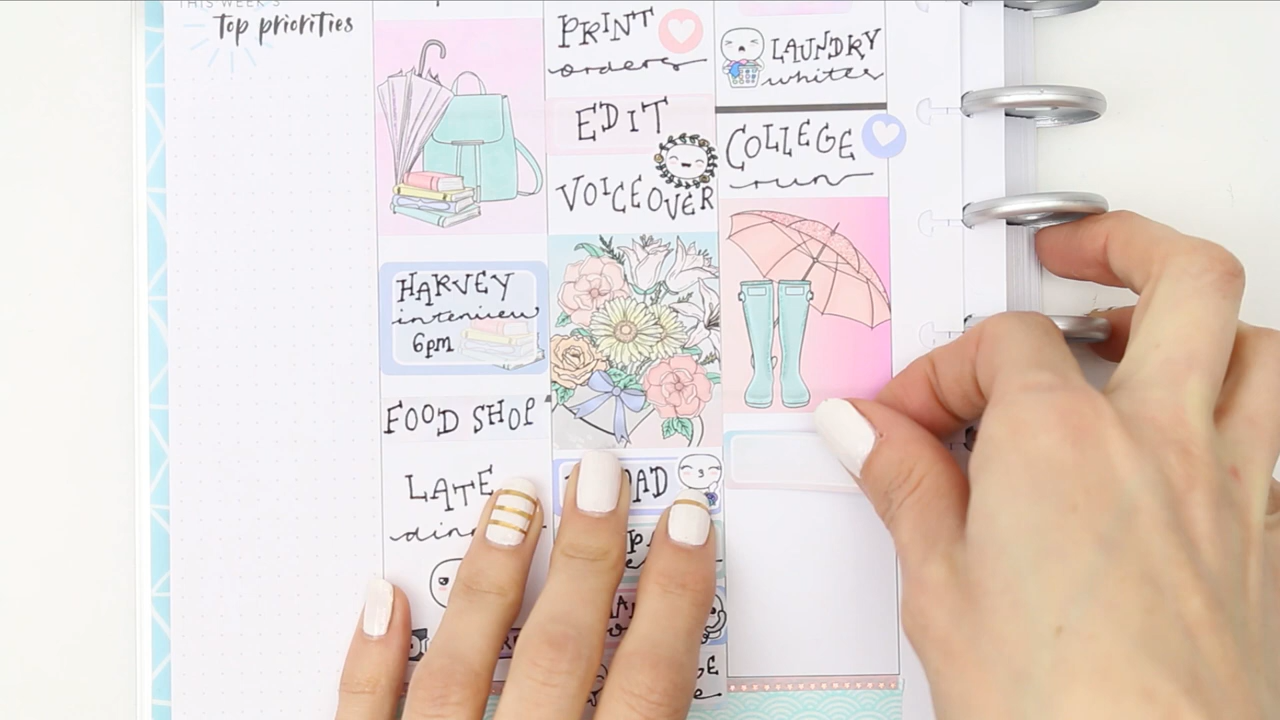 THIS WEEK'S
Top priorities
HARVEY
interview
6pm
FOOD SHOP
LATE
PRINT
orders
EDIT
VOICEOVER
LAUNDRY
whites
COLLEGE
run